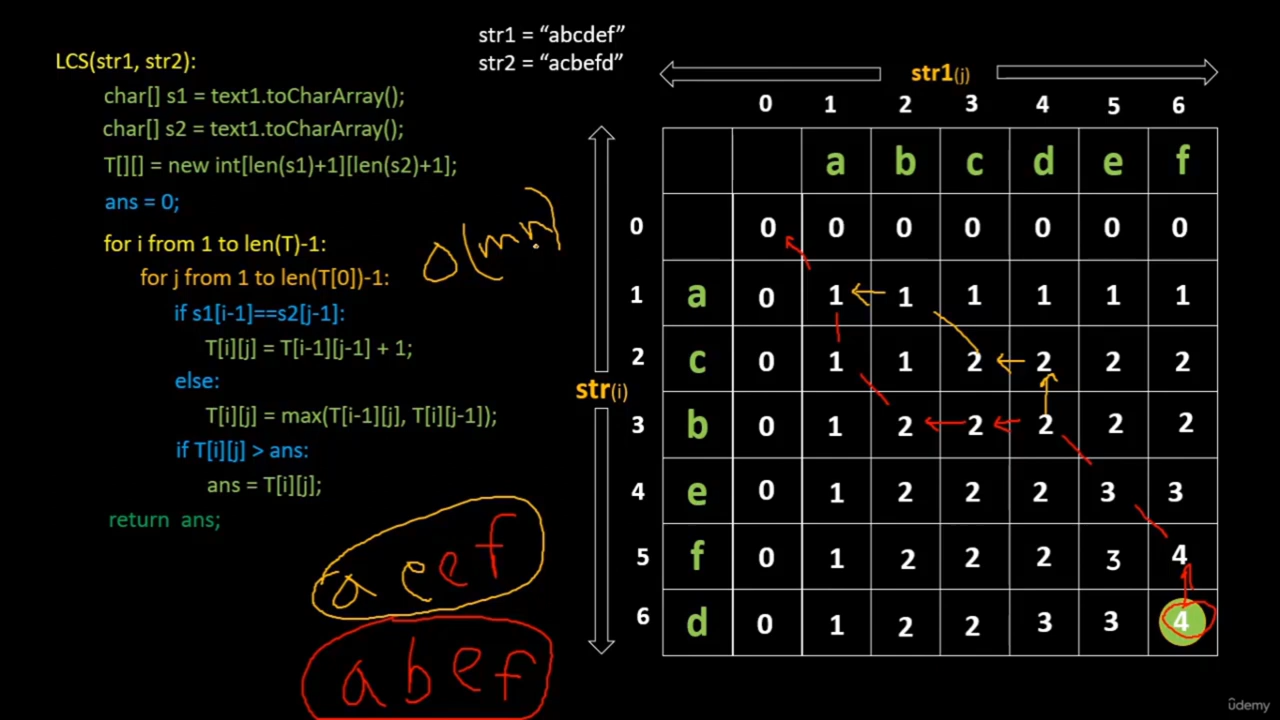 str1 = “abcdef”
str2 = “acbefd”
LCS(str1, str2):
char[] s1 = text1.toCharArray();
char[] s2 = text1.toCharArray();
T[][] = new int[len(s1)+1][len(s2)+1];
ans = 0;
for i from 1 to len(T)-1:
for j from 1 to len(T[0])-1:
if s1[i-1]==s2[j-1]:
T[i][j] = T[i-1][j-1] + 1;
else:
T[i][j] = max(T[i-1][j], T[i][j-1]);
if T[i][j] > ans:
ans = T[i][j];
return ans;
O(mn)
a c e f
a b e f
str1(j)
0 1 2 3 4 5 6
a b c d e f
0 0 0 0 0 0 0 0
1 a 0 1 1 1 1 1 1
2 c 0 1 1 2 2 2 2
str(i)
3 b 0 1 2 2 2 2 2
4 e 0 1 2 2 2 3 3
5 f 0 1 2 2 2 3 4
6 d 0 1 2 2 3 3 4
ûdemy